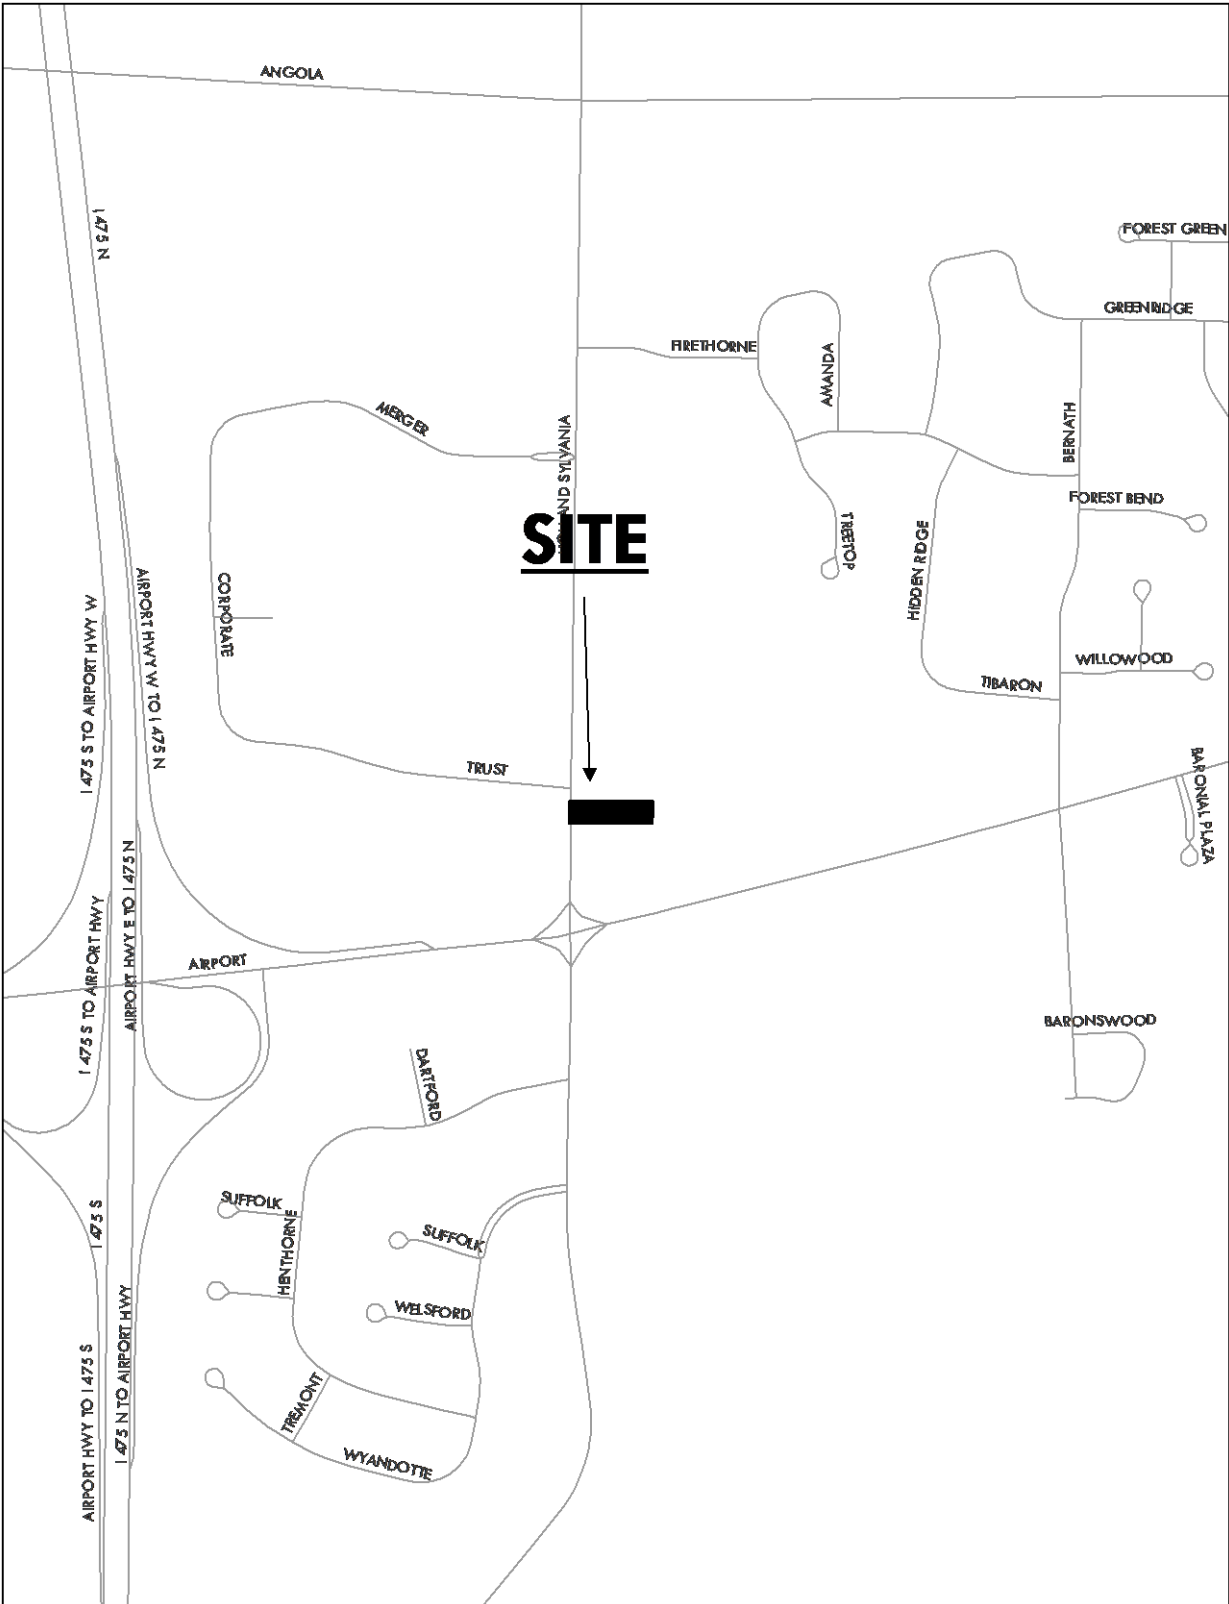 ANGOLA
I 475 N
FOREST GREEN
GREENRIDGE
FIRETHORNE
AMANDA
MERGER
BERNATH
AND SYLVANIA
FOREST BEND
SITE
TREETOP
HIDDEN RIDGE
CORPORATE
AIRPORT HWY W TO I 475 N
I 475 S TO AIRPORT HWY W
WILLOWOOD
TIBARON
TRUST
BARONIAL PLAZA
AIRPORT HWY E TO I 475 N
I 475 S TO AIRPORT HWY
AIRPORT
BARONSWOOD
DARTFORD
SUFFOLK
I 475 S
HENTHORNE
SUFFOLK
WELSFORD
I 475 N TO AIRPORT HWY
AIRPORT HWY TO I 475 S
TREMONT
WYANDOTTE